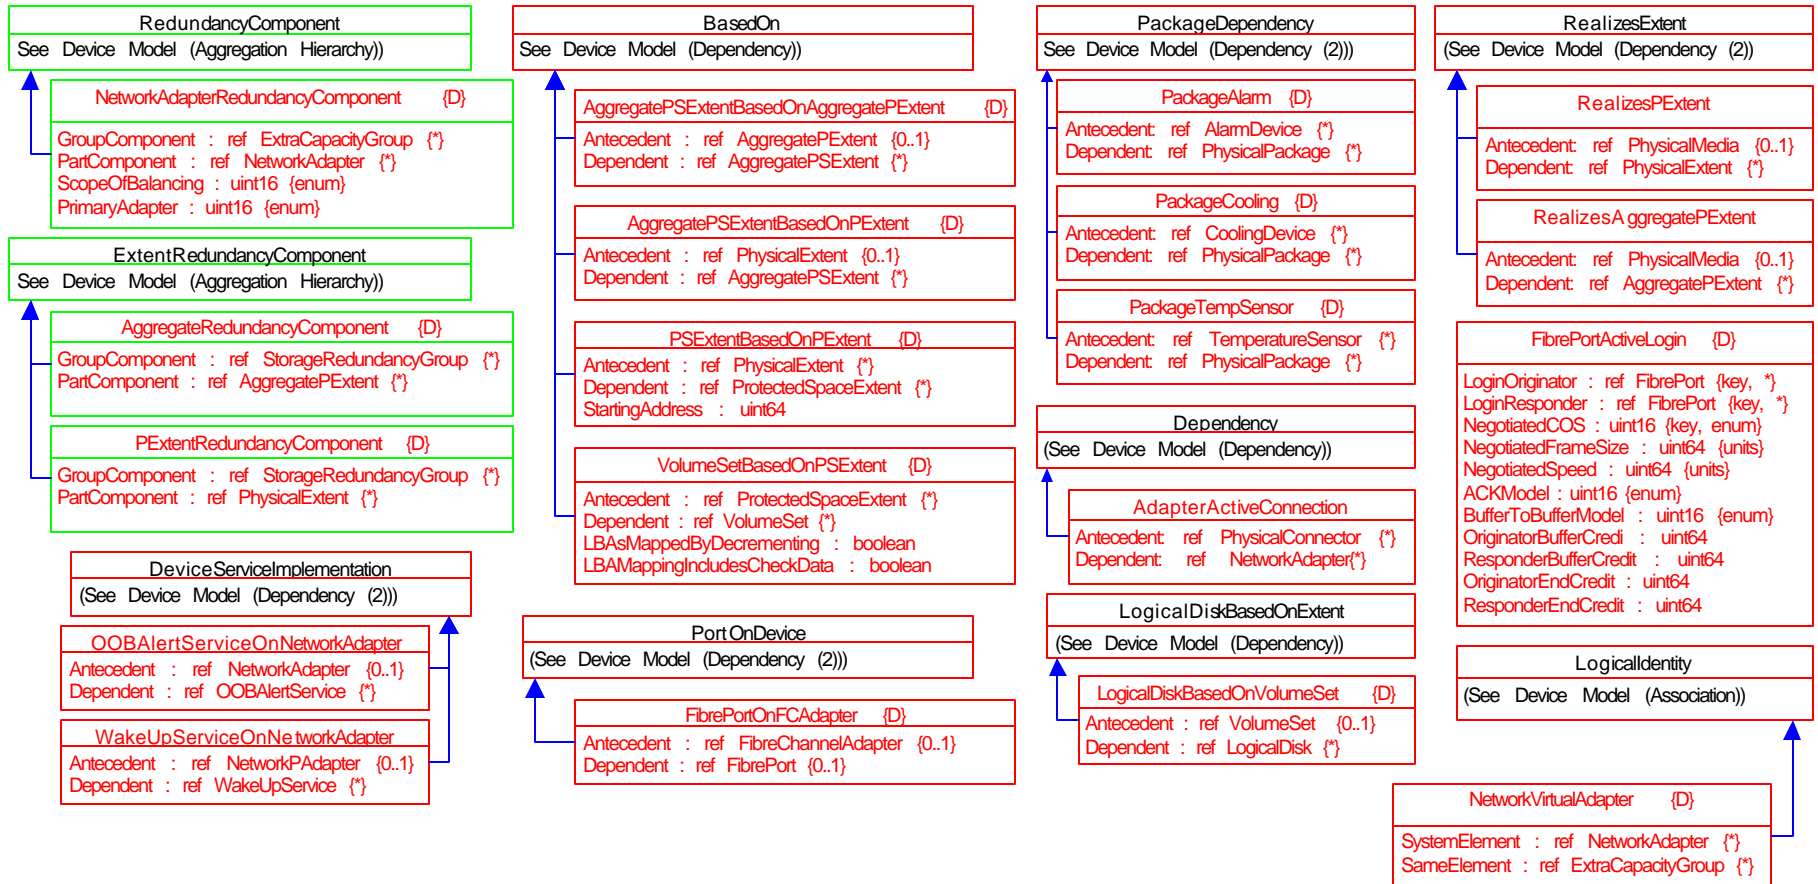 RedundancyComponent
See Device Model (Aggregation Hierarchy))
NetworkAdapterRedundancyComponent {D}
GroupComponent : ref ExtraCapacityGroup {*}
PartComponent : ref NetworkAdapter {*}
ScopeOfBalancing : uint16 {enum}
PrimaryAdapter : uint16 {enum}
ExtentRedundancyComponent
See Device Model (Aggregation Hierarchy))
AggregateRedundancyComponent {D}
GroupComponent : ref StorageRedundancyGroup {*}
PartComponent : ref AggregatePExtent {*}
PExtentRedundancyComponent {D}
GroupComponent : ref StorageRedundancyGroup {*}
PartComponent : ref PhysicalExtent {*}
DeviceServiceImplementation
(See Device Model (Dependency (2)))
OOBAlertServiceOnNetworkAdapter
Antecedent : ref NetworkAdapter {0..1}
Dependent : ref OOBAlertService {*}
WakeUpServiceOnNetworkAdapter
Antecedent : ref NetworkPAdapter {0..1}
Dependent : ref WakeUpService {*}
BasedOn
See Device Model (Dependency))
AggregatePSExtentBasedOnAggregatePExtent {D}
Antecedent : ref AggregatePExtent {0..1}
Dependent : ref AggregatePSExtent {*}
AggregatePSExtentBasedOnPExtent {D}
Antecedent : ref PhysicalExtent {0..1}
Dependent : ref AggregatePSExtent {*}
PSExtentBasedOnPExtent {D}
Antecedent : ref PhysicalExtent {*}
Dependent : ref ProtectedSpaceExtent {*}
StartingAddress : uint64
VolumeSetBasedOnPSExtent {D}
Antecedent : ref ProtectedSpaceExtent {*}
Dependent : ref VolumeSet {*}
LBAsMappedByDecrementing : boolean
LBAMappingIncludesCheckData : boolean
PortOnDevice
(See Device Model (Dependency (2)))
FibrePortOnFCAdapter {D}
Antecedent : ref FibreChannelAdapter {0..1}
Dependent : ref FibrePort {0..1}
PackageDependency
See Device Model (Dependency (2)))
PackageAlarm {D}
Antecedent: ref AlarmDevice {*}
Dependent: ref PhysicalPackage {*}
PackageCooling {D}
Antecedent: ref CoolingDevice {*}
Dependent: ref PhysicalPackage {*}
PackageTempSensor {D}
Antecedent: ref TemperatureSensor {*}
Dependent: ref PhysicalPackage {*}
Dependency
(See Device Model (Dependency))
AdapterActiveConnection
Antecedent: ref PhysicalConnector {*}
Dependent: ref NetworkAdapter{*}
LogicalDiskBasedOnExtent
(See Device Model (Dependency))
LogicalDiskBasedOnVolumeSet {D}
Antecedent : ref VolumeSet {0..1}
Dependent : ref LogicalDisk {*}
RealizesExtent
(See Device Model (Dependency (2))
RealizesPExtent
Antecedent: ref PhysicalMedia {0..1}
Dependent: ref PhysicalExtent {*}
RealizesAggregatePExtent
Antecedent: ref PhysicalMedia {0..1}
Dependent: ref AggregatePExtent {*}
FibrePortActiveLogin {D}
LoginOriginator : ref FibrePort {key, *}
LoginResponder : ref FibrePort {key, *}
NegotiatedCOS : uint16 {key, enum}
NegotiatedFrameSize : uint64 {units}
NegotiatedSpeed : uint64 {units}
ACKModel : uint16 {enum}
BufferToBufferModel : uint16 {enum}
OriginatorBufferCredi : uint64
ResponderBufferCredit : uint64
OriginatorEndCredit : uint64
ResponderEndCredit : uint64
LogicalIdentity
(See Device Model (Association))
NetworkVirtualAdapter {D}
SystemElement : ref NetworkAdapter {*}
SameElement : ref ExtraCapacityGroup {*}